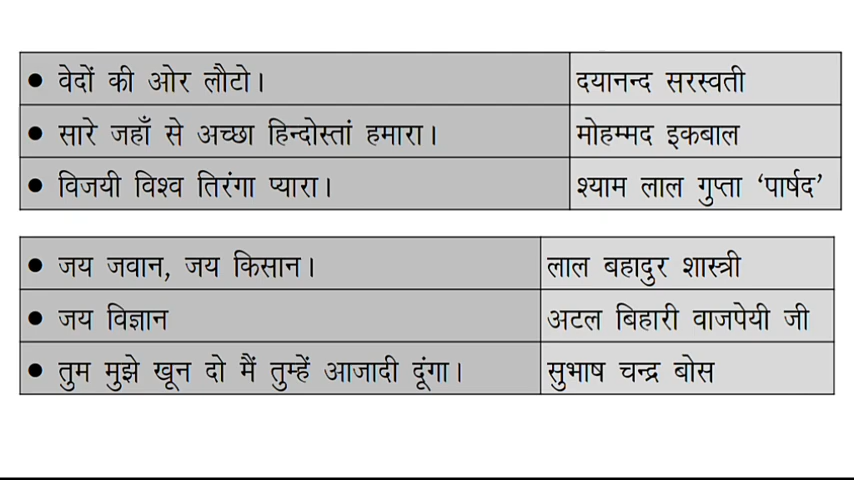 • वेदों की ओर लौटो। दयानन्द सरस्वती
• सारे जहाँ से अच्छा हिन्दोस्तां हमारा। मोहम्मद इकबाल
• विजयी विश्व तिरंगा प्यारा। श्याम लाल गुप्ता ‘पार्षद’
• जय जवान, जय किसान। लाल बहादुर शास्त्री
• जय विज्ञान अटल बिहारी वाजपेयी जी
• तुम मुझे खून दो मैं तुम्हें आजादी दूंगा। सुभाष चन्द्र बोस